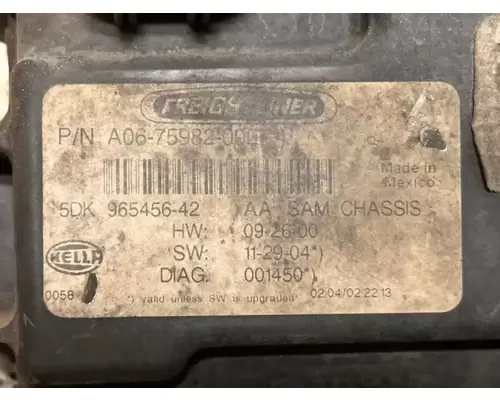 FREIGHTLINER
P/N A06-75982-00
Made in
Mexico
5DK 965456-42 AA SAM CHASSIS
HW: 09-26-00
SW: 11-29-04*)
DIAG: 001450*)
HELLA
0056
*) valid unless SW is upgraded 02.04/02.22.13